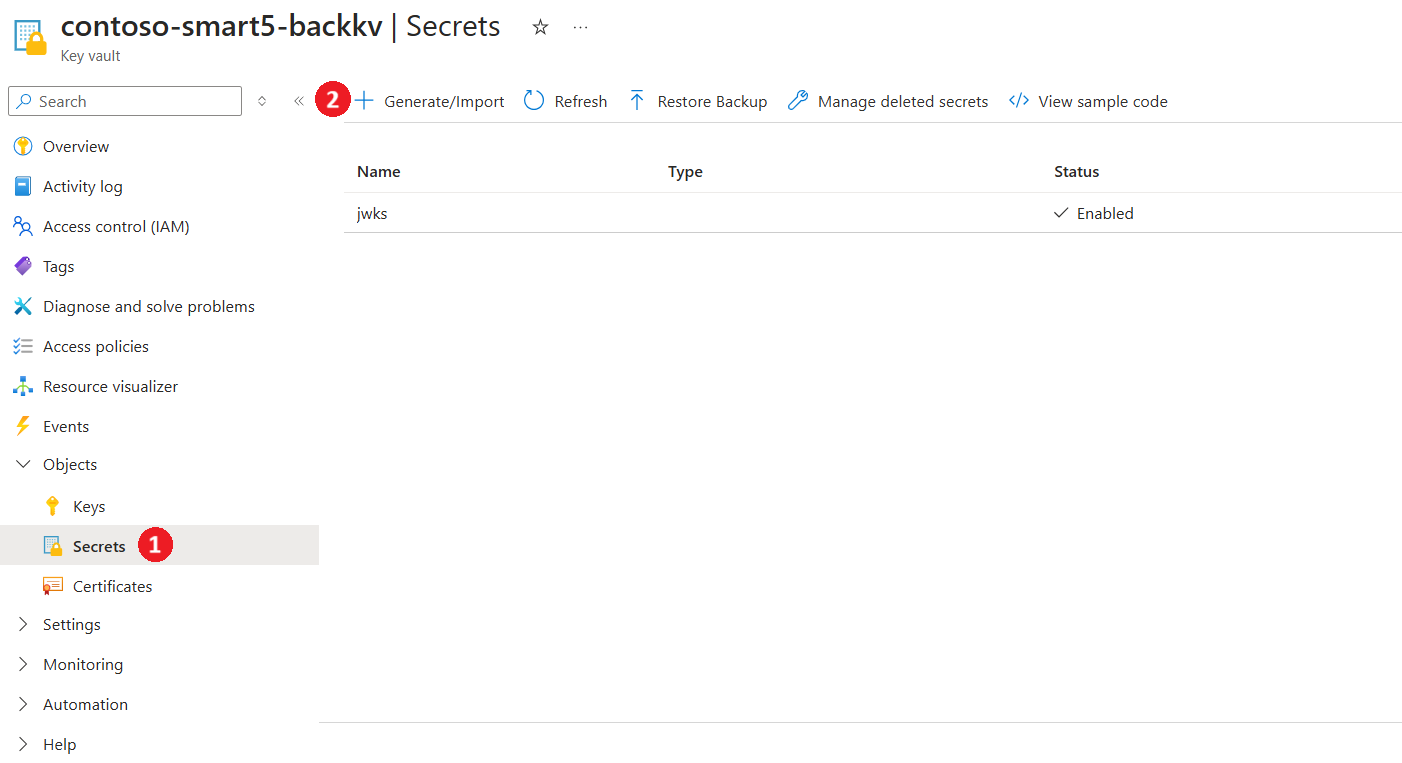 contoso-smart5-backkv | Secrets
Key vault
Search
2 Generate/Import Refresh Restore Backup Manage deleted secrets View sample code
Overview
Activity log
Access control (IAM)
Tags
Diagnose and solve problems
Access policies
Resource visualizer
Events
Objects
Keys
Secrets 1
Certificates
Settings
Monitoring
Automation
Help
Name Type Status
jwks Enabled